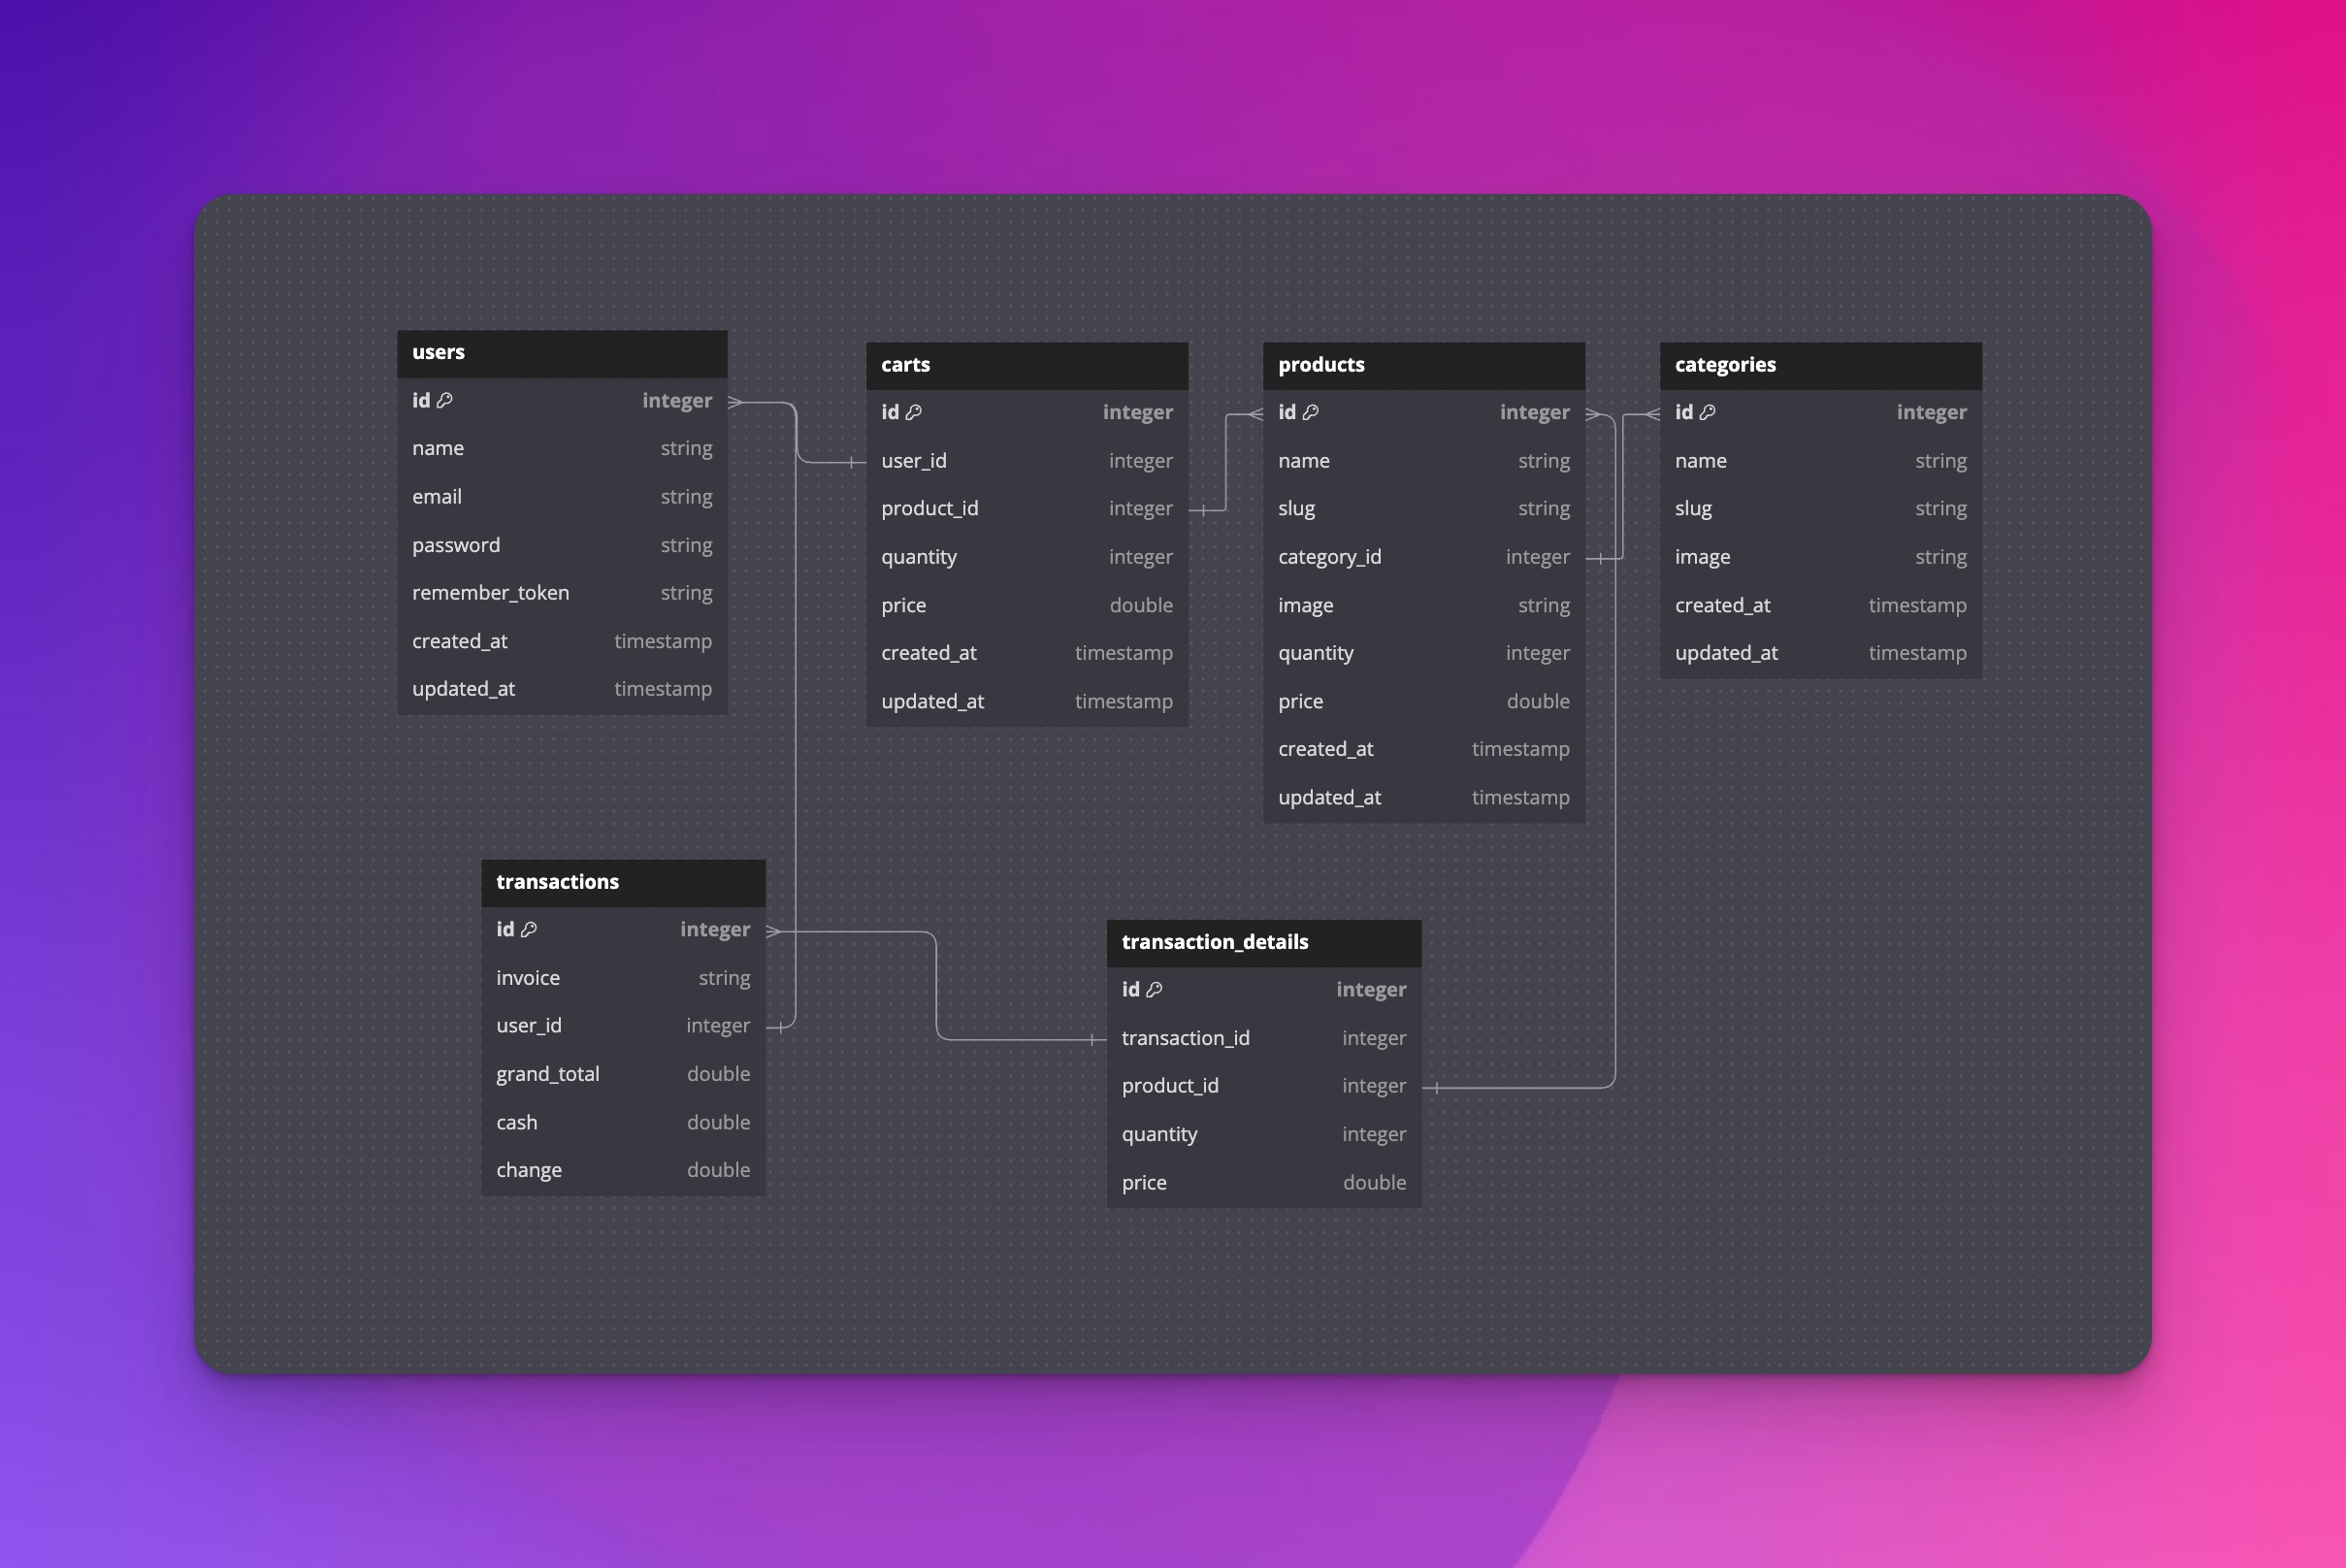 users
id integer
name string
email string
password string
remember_token string
created_at timestamp
updated_at timestamp
carts
id integer
user_id integer
product_id integer
quantity integer
price double
created_at timestamp
updated_at timestamp
products
id integer
name string
slug string
category_id integer
image string
quantity integer
price double
created_at timestamp
updated_at timestamp
categories
id integer
name string
slug string
image string
created_at timestamp
updated_at timestamp
transactions
id integer
invoice string
user_id integer
grand_total double
cash double
change double
transaction_details
id integer
transaction_id integer
product_id integer
quantity integer
price double